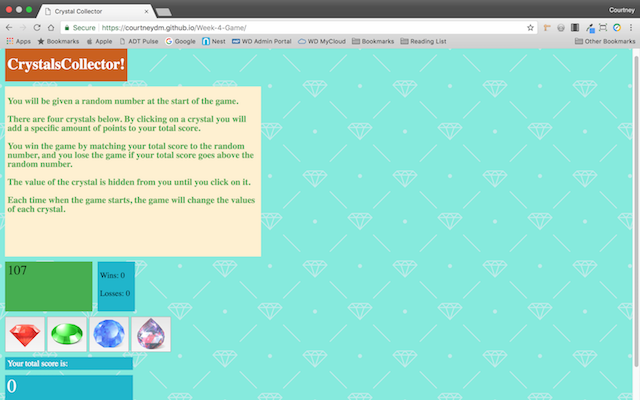 Crystal Collector
Courtney
Secure
https://courtneydm.github.io/Week-4-Game/
Apps Bookmarks Apple ADT Pulse Google Nest WD Admin Portal WD MyCloud Bookmarks Reading List Other Bookmarks
CrystalsCollector!
You will be given a random number at the start of the game.
There are four crystals below. By clicking on a crystal you will
add a specific amount of points to your total score.
You win the game by matching your total score to the random
number, and you lose the game if your total score goes above the
random number.
The value of the crystal is hidden from you until you click on it.
Each time when the game starts, the game will change the values
of each crystal.
107
Wins: 0
Losses: 0
Your total score is:
0